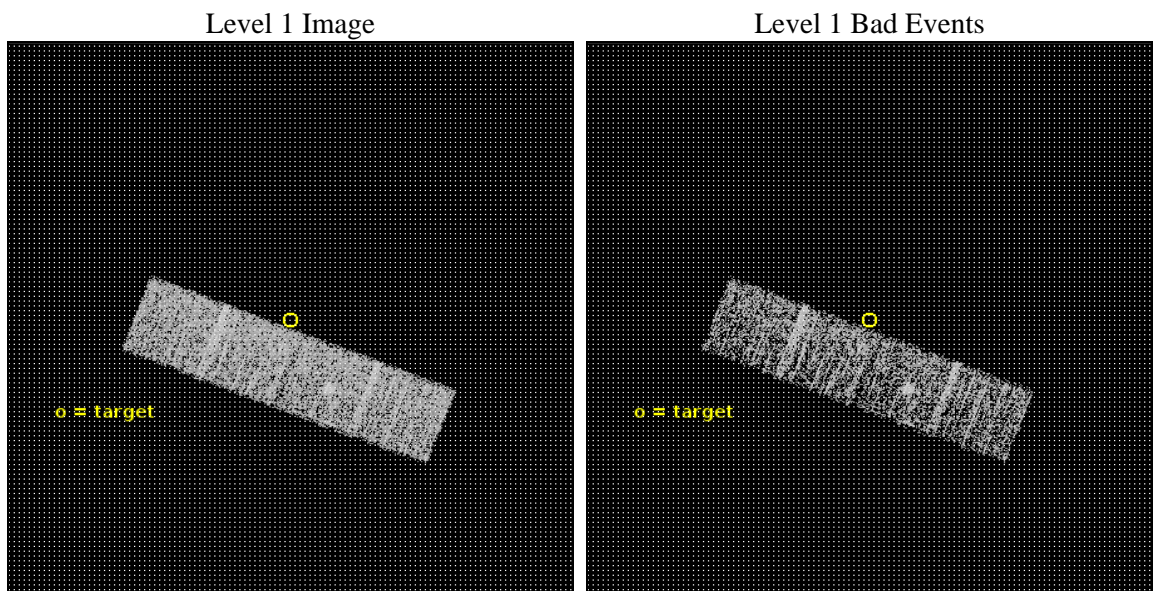 Level 1 Image
Level 1 Bad Events
o = target
o = target